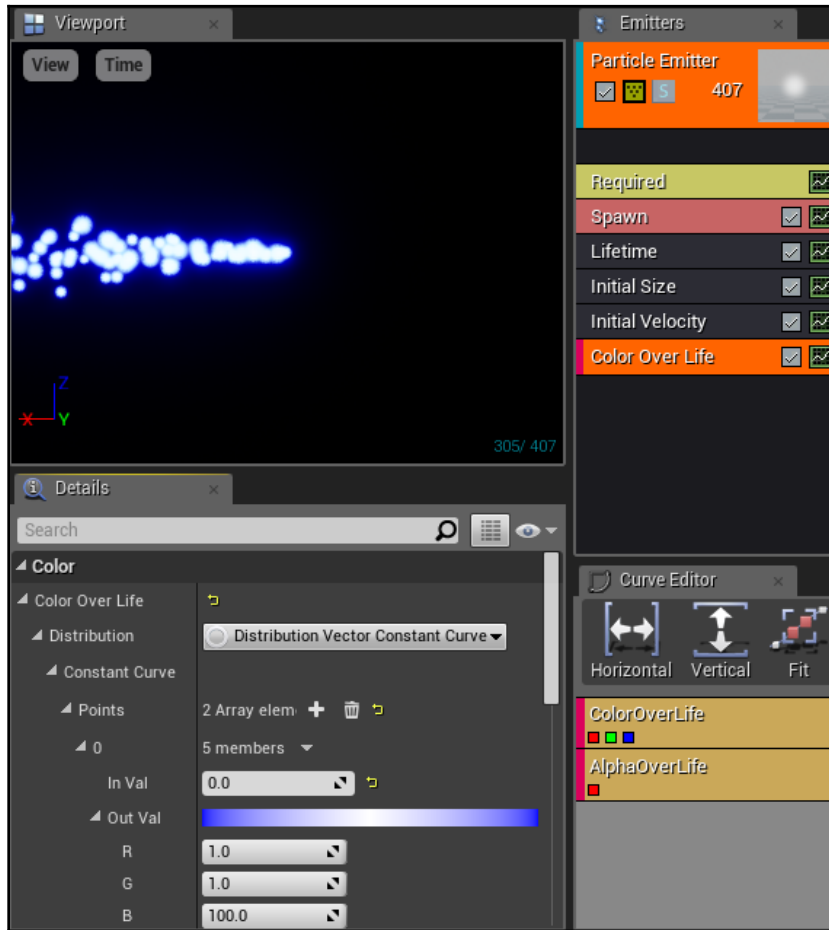 Viewport
View Time
X
Y
Z
305/ 407
Emitters
Particle Emitter
S 407
Required
Spawn
Lifetime
Initial Size
Initial Velocity
Color Over Life
Details
Search
Color
Color Over Life
Distribution Distribution Vector Constant Curve
Constant Curve
Points 2 Array elem
0 5 members
In Val 0.0
Out Val
R 1.0
G 1.0
B 100.0
Curve Editor
Horizontal Vertical Fit
ColorOverLife
AlphaOverLife